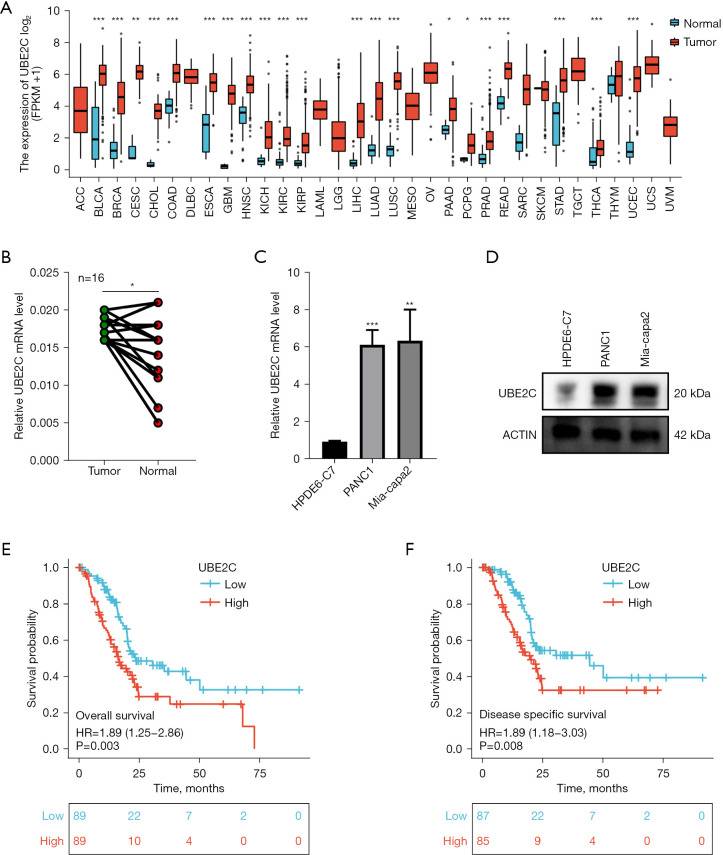 A
The expression of UBE2C log2
(FPKM +1)
10
8
6
4
2
0
*** *** ** *** *** *** *** *** *** *** *** *** *** *** * * *** *** *** *** ***
Normal
Tumor
ACC BLCA BRCA CESC CHOL COAD DLBC ESCA GBM HNSC KICH KIRC KIRP LAML LGG LIHC LUAD LUSC MESO OV PAAD PCPG PRAD READ SARC SKCM STAD TGCT THCA THYM UCEC UCS UVM
B
Relative UBE2C mRNA level
0.025
0.020
0.015
0.010
0.005
0.000
n=16
*
Tumor Normal
C
Relative UBE2C mRNA level
10
8
6
4
2
0
*** **
HPDE6-C7 PANC1 Mia-capa2
D
HPDE6-C7 PANC1 Mia-capa2
UBE2C 20 kDa
ACTIN 42 kDa
E
Survival probability
1.0
0.8
0.6
0.4
0.2
0.0
UBE2C
Low
High
Overall survival
HR=1.89 (1.25−2.86)
P=0.003
0 25 50 75
Time, months
Low 89 22 7 2 0
High 89 10 4 0 0
F
Survival probability
1.0
0.8
0.6
0.4
0.2
0.0
UBE2C
Low
High
Disease specific survival
HR=1.89 (1.18−3.03)
P=0.008
0 25 50 75
Time, months
Low 87 22 7 2 0
High 85 9 4 0 0